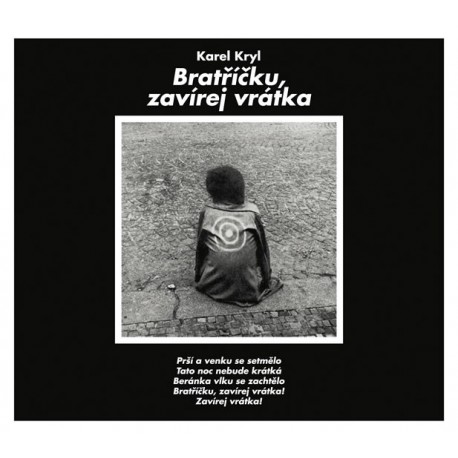 Karel Kryl
Bratříčku,
zavírej vrátka
Prší a venku se setmělo
Tato noc nebude krátká
Beránka vlku se zachtělo
Bratříčku, zavírej vrátka!
Zavírej vrátka!